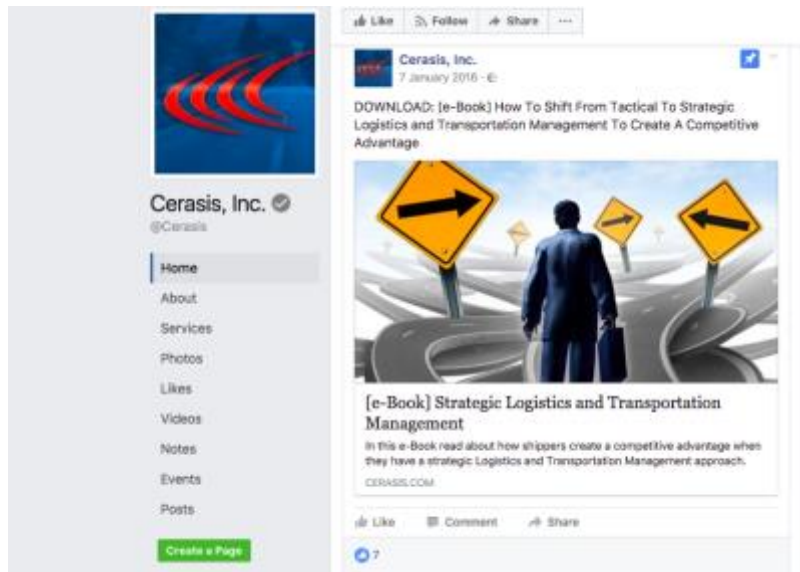 Like Follow Share ...
Cerasis, Inc.
7 January 2016 ·
DOWNLOAD: [e-Book] How To Shift From Tactical To Strategic
Logistics and Transportation Management To Create A Competitive
Advantage
Cerasis, Inc.
@Cerasis
Home
About
Services
Photos
Likes
Videos
Notes
Events
Posts
Create a Page
[e-Book] Strategic Logistics and Transportation
Management
In this e-Book read about how shippers create a competitive advantage when
they have a strategic Logistics and Transportation Management approach.
CERASIS.COM
Like Comment Share
7